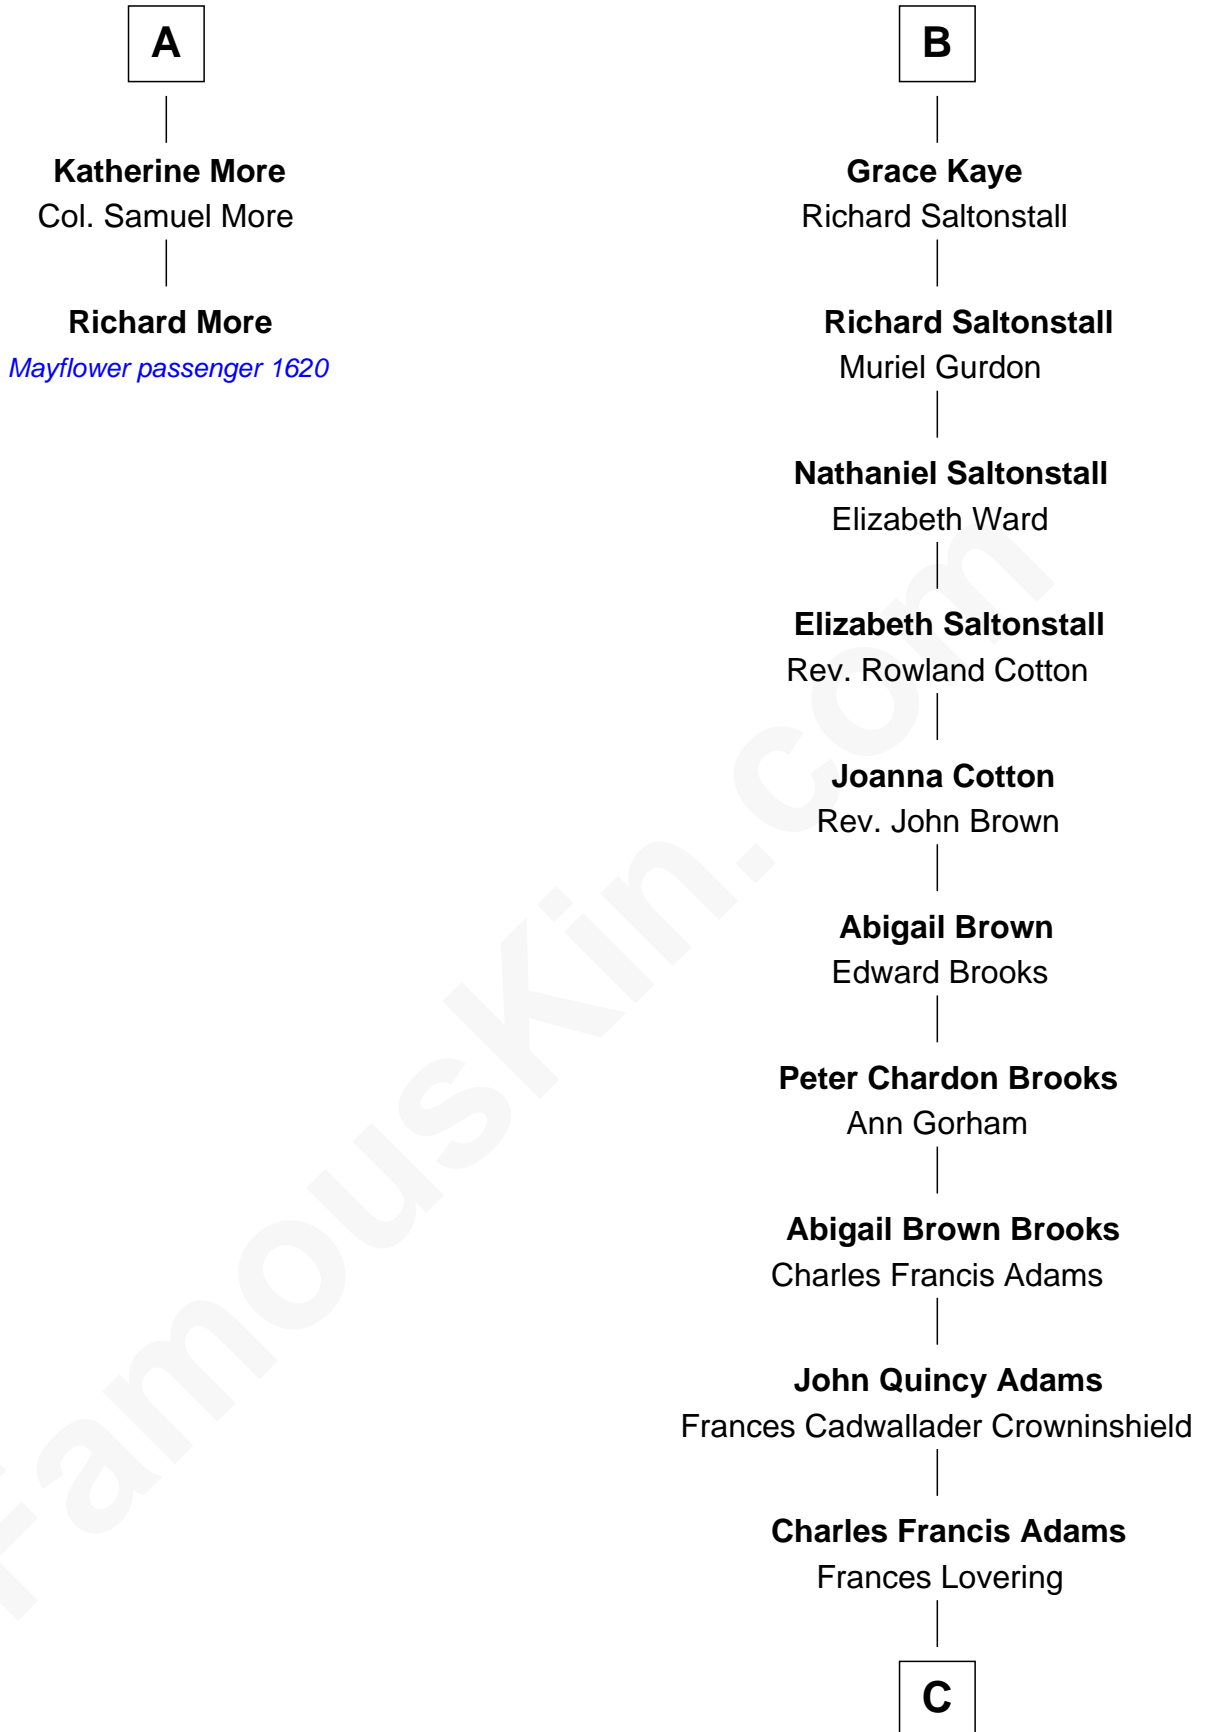 A
Katherine More
Col. Samuel More
Richard More
Mayflower passenger 1620
B
Grace Kaye
Richard Saltonstall
Richard Saltonstall
Muriel Gurdon
Nathaniel Saltonstall
Elizabeth Ward
Elizabeth Saltonstall
Rev. Rowland Cotton
Joanna Cotton
Rev. John Brown
Abigail Brown
Edward Brooks
Peter Chardon Brooks
Ann Gorham
Abigail Brown Brooks
Charles Francis Adams
John Quincy Adams
Frances Cadwallader Crowninshield
Charles Francis Adams
Frances Lovering
C
FamousKin.com